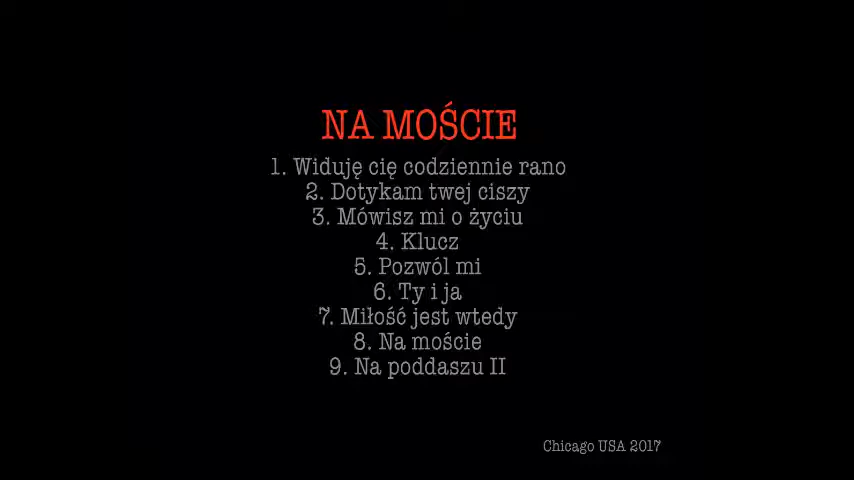 NA MOŚCIE
1. Widuję cię codziennie rano
2. Dotykam twej ciszy
3. Mówisz mi o życiu
4. Klucz
5. Pozwól mi
6. Ty i ja
7. Miłość jest wtedy
8. Na moście
9. Na poddaszu II
Chicago USA 2017